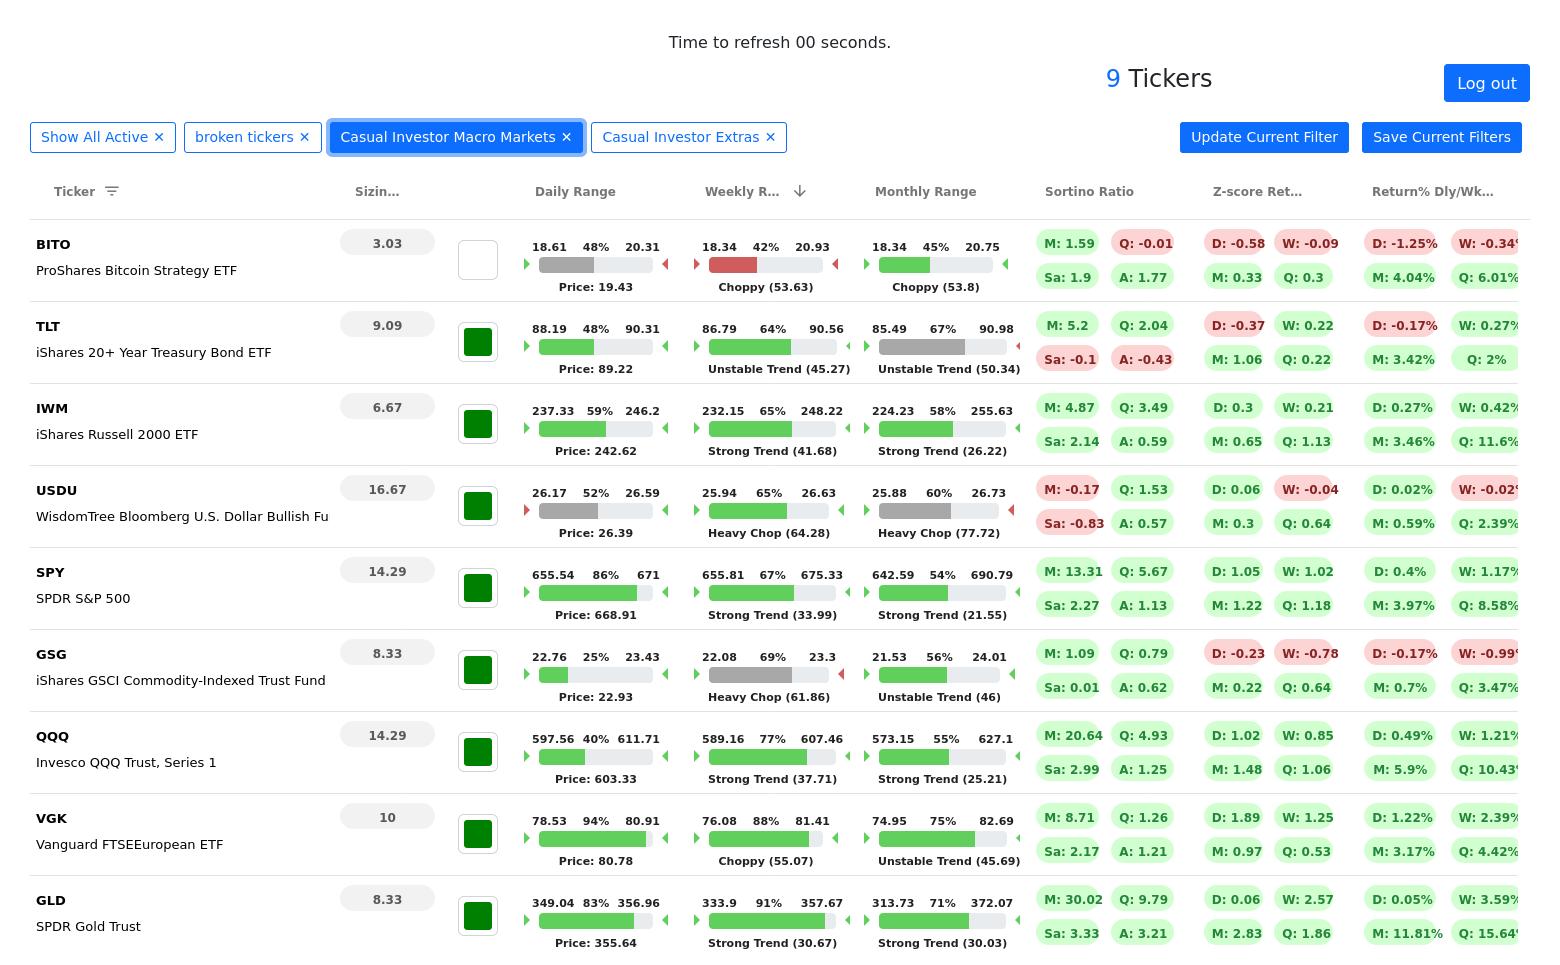 Time to refresh 00 seconds.
9 Tickers
Log out
Show All Active ✕ broken tickers ✕ Casual Investor Macro Markets ✕ Casual Investor Extras ✕ Update Current Filter Save Current Filters
Ticker Sizin… Daily Range Weekly R… Monthly Range Sortino Ratio Z-score Ret… Return% Dly/Wk…
BITO 3.03 18.61 48% 20.31 18.34 42% 20.93 18.34 45% 20.75 M: 1.59 Q: -0.01 D: -0.58 W: -0.09 D: -1.25% W: -0.34%
ProShares Bitcoin Strategy ETF Price: 19.43 Choppy (53.63) Choppy (53.8) Sa: 1.9 A: 1.77 M: 0.33 Q: 0.3 M: 4.04% Q: 6.01%
TLT 9.09 88.19 48% 90.31 86.79 64% 90.56 85.49 67% 90.98 M: 5.2 Q: 2.04 D: -0.37 W: 0.22 D: -0.17% W: 0.27%
iShares 20+ Year Treasury Bond ETF Price: 89.22 Unstable Trend (45.27) Unstable Trend (50.34) Sa: -0.1 A: -0.43 M: 1.06 Q: 0.22 M: 3.42% Q: 2%
IWM 6.67 237.33 59% 246.2 232.15 65% 248.22 224.23 58% 255.63 M: 4.87 Q: 3.49 D: 0.3 W: 0.21 D: 0.27% W: 0.42%
iShares Russell 2000 ETF Price: 242.62 Strong Trend (41.68) Strong Trend (26.22) Sa: 2.14 A: 0.59 M: 0.65 Q: 1.13 M: 3.46% Q: 11.6%
USDU 16.67 26.17 52% 26.59 25.94 65% 26.63 25.88 60% 26.73 M: -0.17 Q: 1.53 D: 0.06 W: -0.04 D: 0.02% W: -0.02%
WisdomTree Bloomberg U.S. Dollar Bullish Fu Price: 26.39 Heavy Chop (64.28) Heavy Chop (77.72) Sa: -0.83 A: 0.57 M: 0.3 Q: 0.64 M: 0.59% Q: 2.39%
SPY 14.29 655.54 86% 671 655.81 67% 675.33 642.59 54% 690.79 M: 13.31 Q: 5.67 D: 1.05 W: 1.02 D: 0.4% W: 1.17%
SPDR S&P 500 Price: 668.91 Strong Trend (33.99) Strong Trend (21.55) Sa: 2.27 A: 1.13 M: 1.22 Q: 1.18 M: 3.97% Q: 8.58%
GSG 8.33 22.76 25% 23.43 22.08 69% 23.3 21.53 56% 24.01 M: 1.09 Q: 0.79 D: -0.23 W: -0.78 D: -0.17% W: -0.99%
iShares GSCI Commodity-Indexed Trust Fund Price: 22.93 Heavy Chop (61.86) Unstable Trend (46) Sa: 0.01 A: 0.62 M: 0.22 Q: 0.64 M: 0.7% Q: 3.47%
QQQ 14.29 597.56 40% 611.71 589.16 77% 607.46 573.15 55% 627.1 M: 20.64 Q: 4.93 D: 1.02 W: 0.85 D: 0.49% W: 1.21%
Invesco QQQ Trust, Series 1 Price: 603.33 Strong Trend (37.71) Strong Trend (25.21) Sa: 2.99 A: 1.25 M: 1.48 Q: 1.06 M: 5.9% Q: 10.43%
VGK 10 78.53 94% 80.91 76.08 88% 81.41 74.95 75% 82.69 M: 8.71 Q: 1.26 D: 1.89 W: 1.25 D: 1.22% W: 2.39%
Vanguard FTSEEuropean ETF Price: 80.78 Choppy (55.07) Unstable Trend (45.69) Sa: 2.17 A: 1.21 M: 0.97 Q: 0.53 M: 3.17% Q: 4.42%
GLD 8.33 349.04 83% 356.96 333.9 91% 357.67 313.73 71% 372.07 M: 30.02 Q: 9.79 D: 0.06 W: 2.57 D: 0.05% W: 3.59%
SPDR Gold Trust Price: 355.64 Strong Trend (30.67) Strong Trend (30.03) Sa: 3.33 A: 3.21 M: 2.83 Q: 1.86 M: 11.81% Q: 15.64%